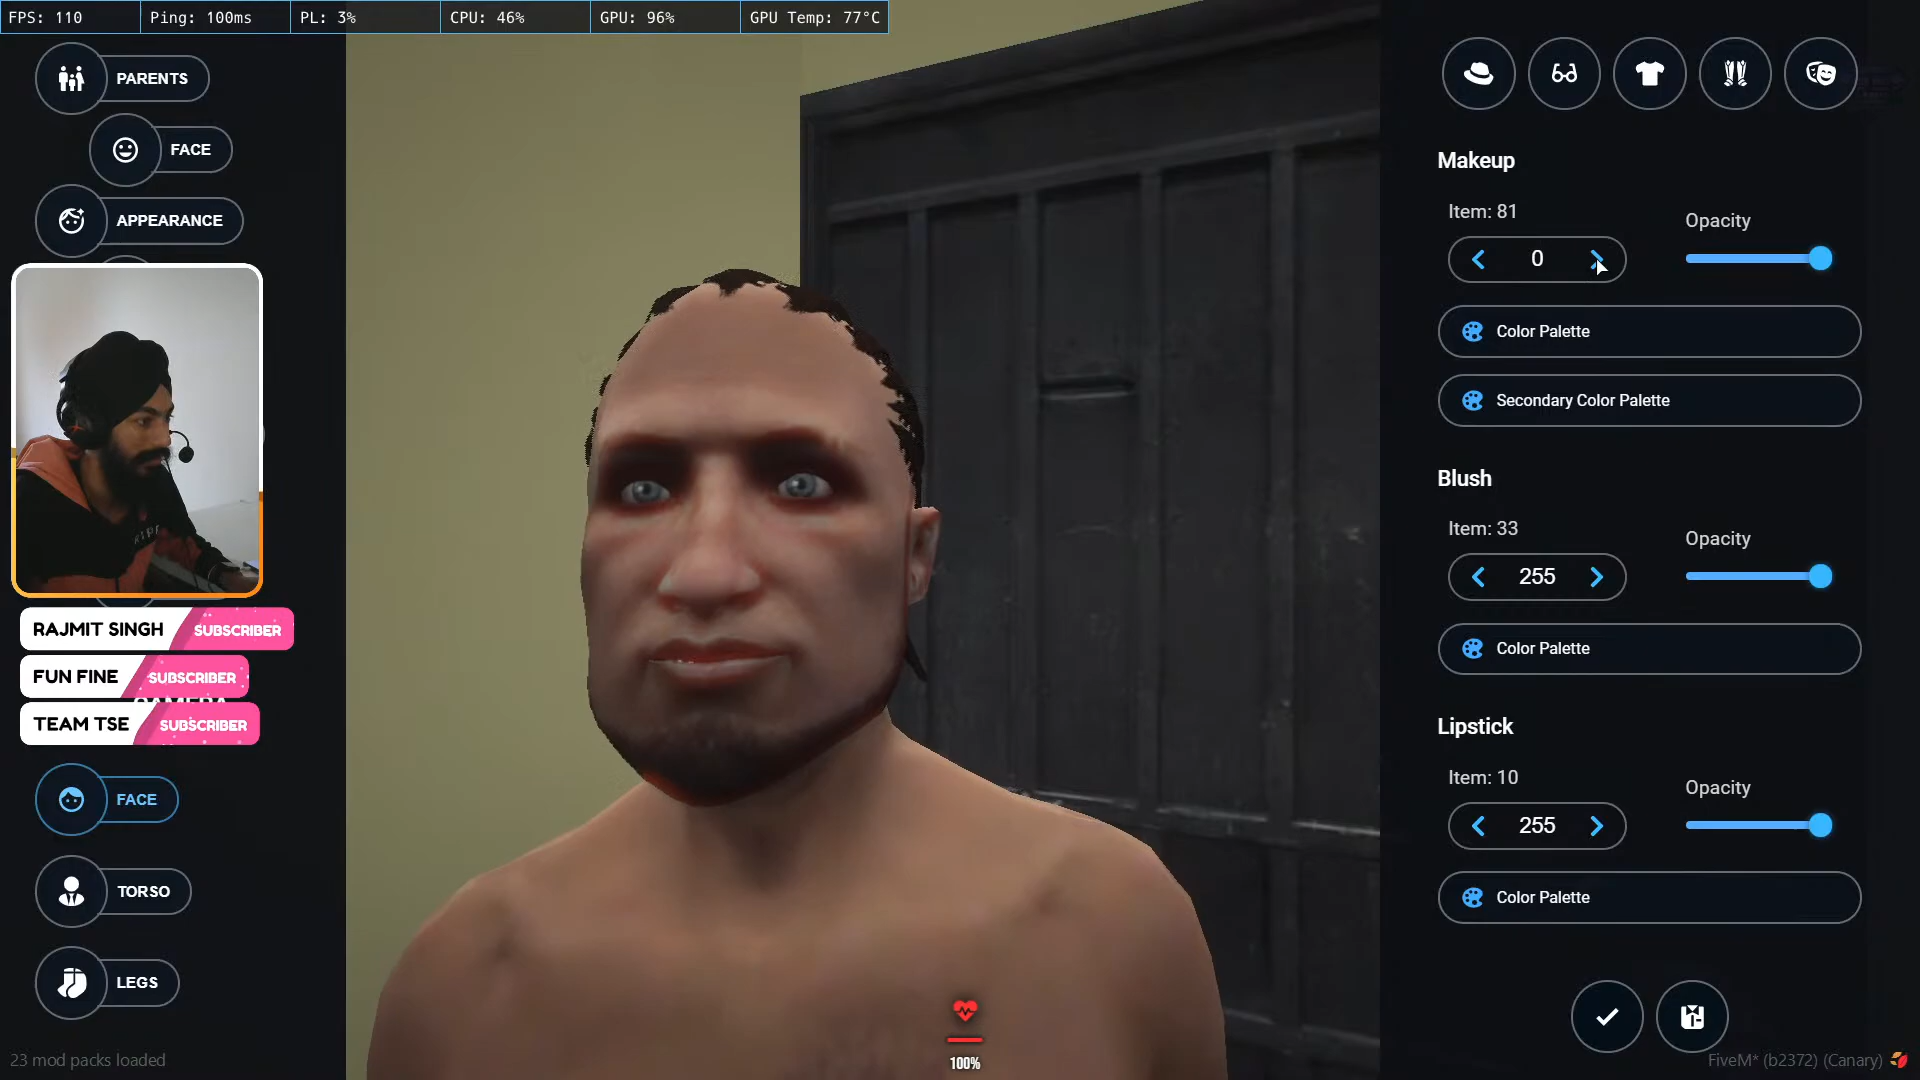 FPS: 110 Ping: 100ms PL: 3% CPU: 46% GPU: 96% GPU Temp: 77°C
PARENTS
FACE
APPEARANCE
RAJMIT SINGH SUBSCRIBER
FUN FINE SUBSCRIBER
TEAM TSE SUBSCRIBER
FACE
TORSO
LEGS
23 mod packs loaded
100%
Makeup
Item: 81
Opacity
0
Color Palette
Secondary Color Palette
Blush
Item: 33
Opacity
255
Color Palette
Lipstick
Item: 10
Opacity
255
Color Palette
FiveM* (b2372) (Canary)